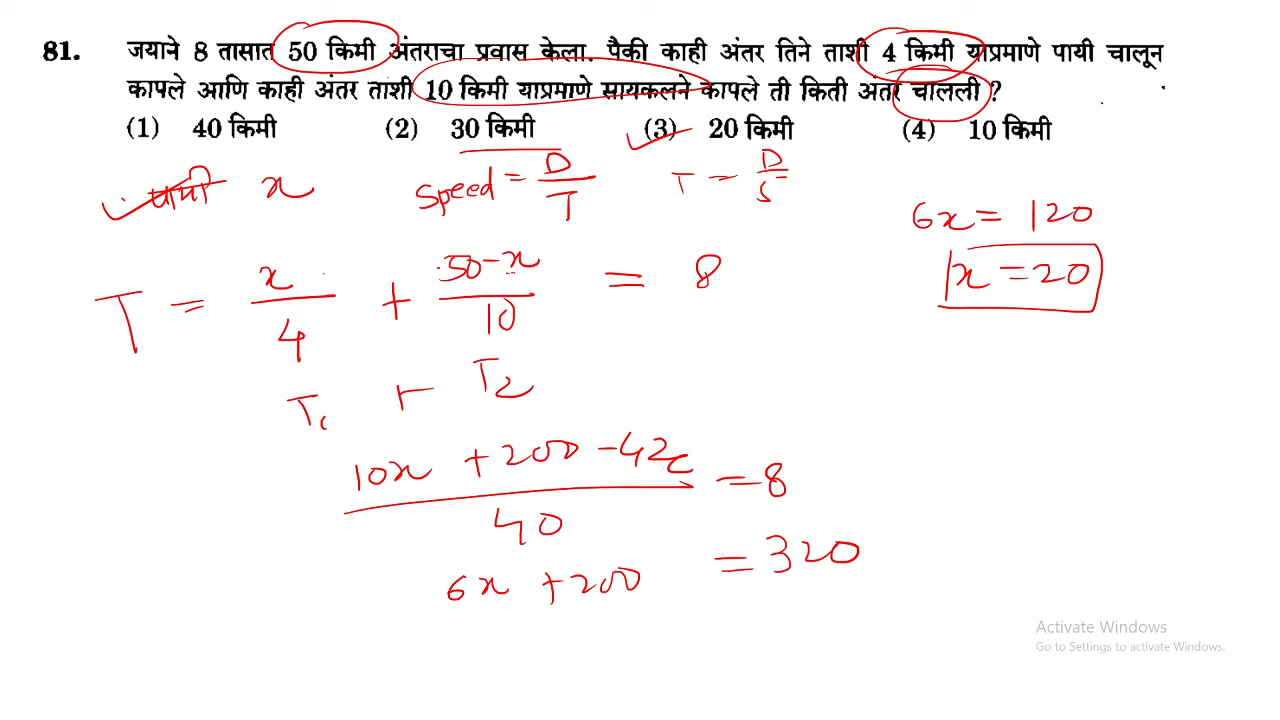 81. जयाने 8 तासात 50 किमी अंतराचा प्रवास केला. पैकी काही अंतर तिने ताशी 4 किमी याप्रमाणे पायी चालून
कापले आणि काही अंतर ताशी 10 किमी याप्रमाणे सायकलने कापले ती किती अंतर चालली ?
(1) 40 किमी (2) 30 किमी (3) 20 किमी (4) 10 किमी
x Speed = D/T T = D/S
6x = 120
x = 20
T = x/4 + 50-x/10 = 8
T1 + T2
10x + 200 - 4x / 40 = 8
6x + 200 = 320
Activate Windows
Go to Settings to activate Windows.